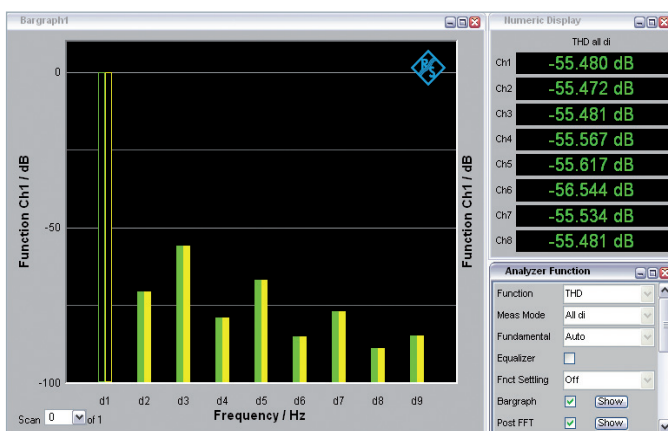 Bargraph1
0
-50
-100
Function Ch1 / dB
Function Ch1 / dB
d1 d2 d3 d4 d5 d6 d7 d8 d9
Frequency / Hz
Scan 0 of 1
R S
Numeric Display
THD all di
Ch1 -55.480 dB
Ch2 -55.472 dB
Ch3 -55.481 dB
Ch4 -55.567 dB
Ch5 -55.617 dB
Ch6 -56.544 dB
Ch7 -55.534 dB
Ch8 -55.481 dB
Analyzer Function
Function THD
Meas Mode All di
Fundamental Auto
Equalizer
Fnct Settling Off
Bargraph Show
Post FFT Show